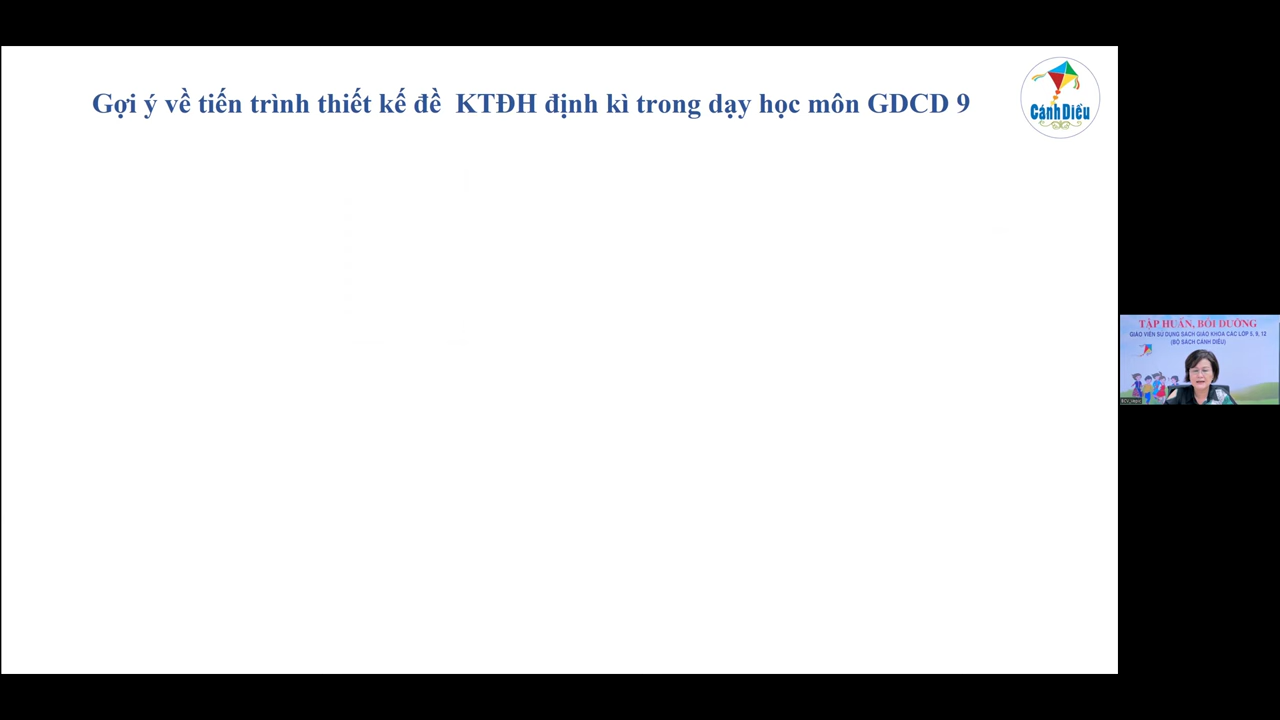 Gợi ý về tiến trình thiết kế đề KTĐH định kì trong dạy học môn GDCD 9
Cánh Diều
TẬP HUẤN, BỒI DƯỠNG
GIÁO VIÊN SỬ DỤNG SÁCH GIÁO KHOA CÁC LỚP 5, 9, 12
(BỘ SÁCH CÁNH DIỀU)